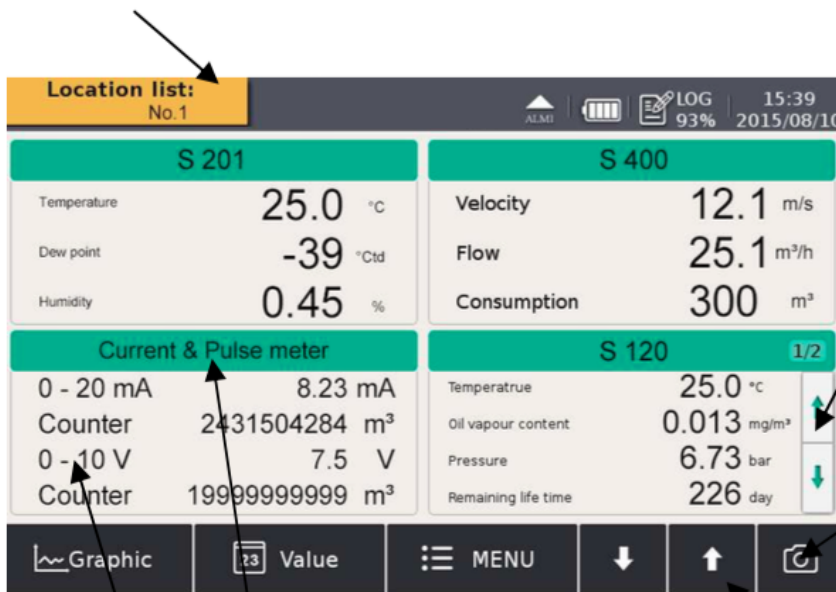 Location list:
No.1
ALM1
LOG
93%
15:39
2015/08/10
S 201
Temperature 25.0 °C
Dew point -39 °Ctd
Humidity 0.45 %
S 400
Velocity 12.1 m/s
Flow 25.1 m³/h
Consumption 300 m³
Current & Pulse meter
0 - 20 mA 8.23 mA
Counter 2431504284 m³
0 - 10 V 7.5 V
Counter 19999999999 m³
S 120 1/2
Temperatrue 25.0 °C
Oil vapour content 0.013 mg/m³
Pressure 6.73 bar
Remaining life time 226 day
Graphic
23 Value
MENU